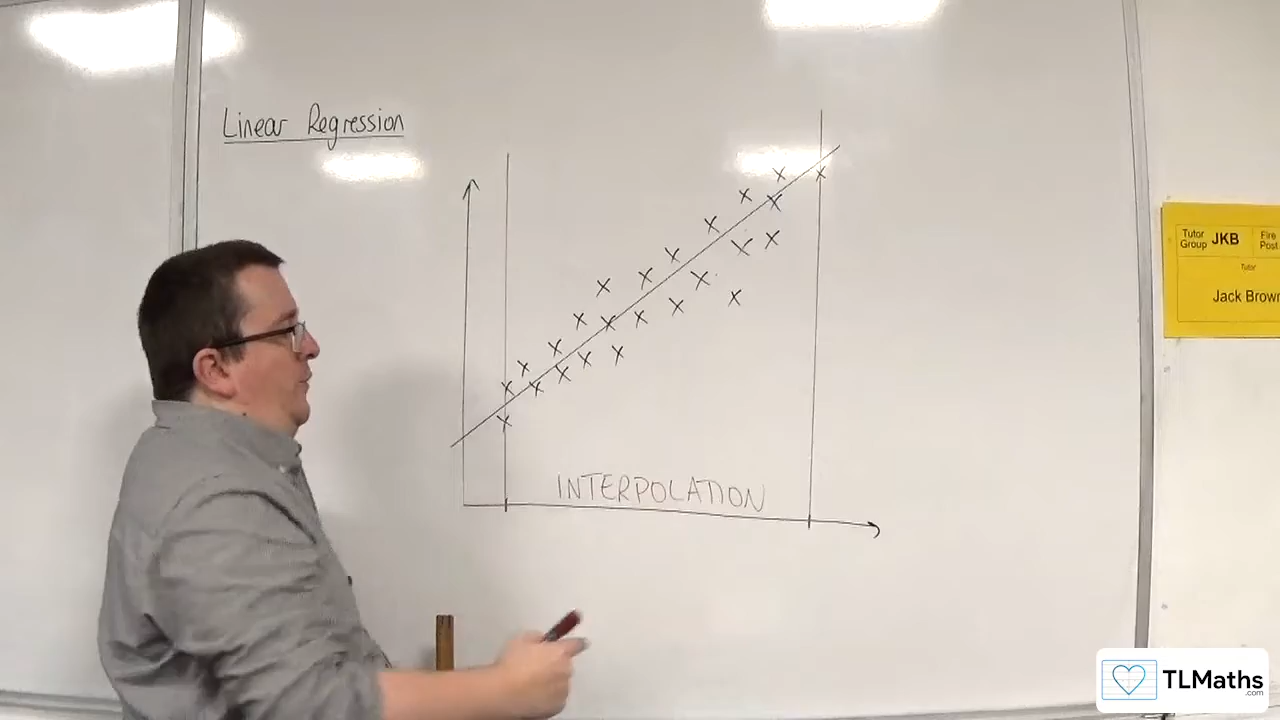 Linear Regression
INTERPOLATION
Tutor Group JKB Fire Post
Tutor
Jack Brown
TLMaths
.com